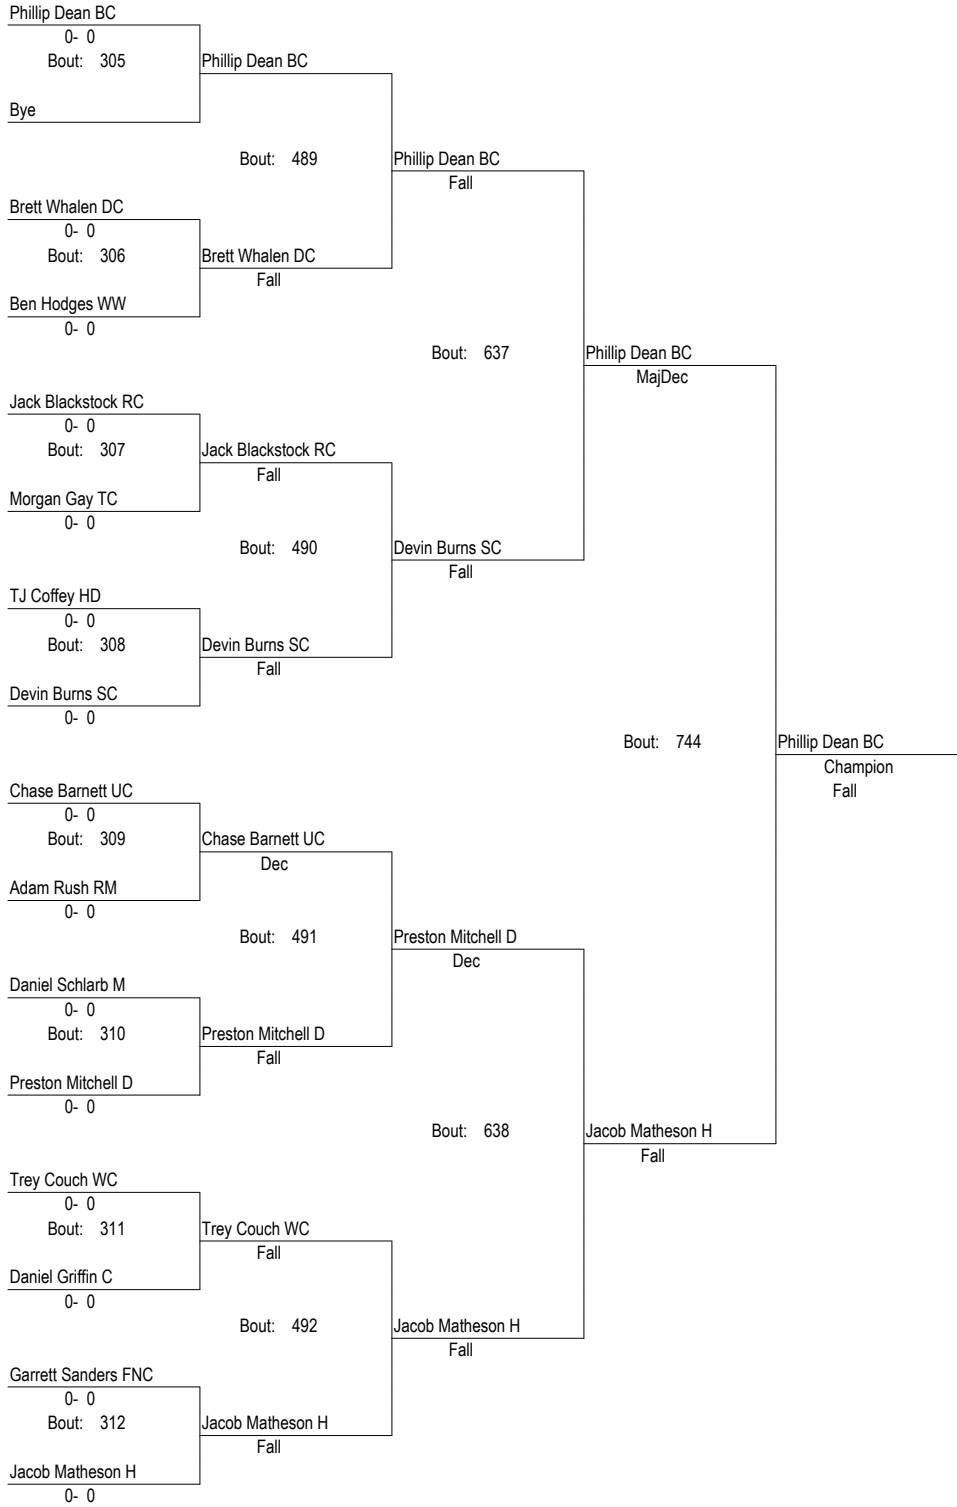 Phillip Dean BC
0- 0
Bout: 305
Phillip Dean BC
Bye
Bout: 489
Phillip Dean BC
Fall
Brett Whalen DC
0- 0
Bout: 306
Brett Whalen DC
Fall
Ben Hodges WW
0- 0
Bout: 637
Phillip Dean BC
MajDec
Jack Blackstock RC
0- 0
Bout: 307
Jack Blackstock RC
Fall
Morgan Gay TC
0- 0
Bout: 490
Devin Burns SC
Fall
TJ Coffey HD
0- 0
Bout: 308
Devin Burns SC
Fall
Devin Burns SC
0- 0
Bout: 744
Phillip Dean BC
Champion
Fall
Chase Barnett UC
0- 0
Bout: 309
Chase Barnett UC
Dec
Adam Rush RM
0- 0
Bout: 491
Preston Mitchell D
Dec
Daniel Schlarb M
0- 0
Bout: 310
Preston Mitchell D
Fall
Preston Mitchell D
0- 0
Bout: 638
Jacob Matheson H
Fall
Trey Couch WC
0- 0
Bout: 311
Trey Couch WC
Fall
Daniel Griffin C
0- 0
Bout: 492
Jacob Matheson H
Fall
Garrett Sanders FNC
0- 0
Bout: 312
Jacob Matheson H
Fall
Jacob Matheson H
0- 0